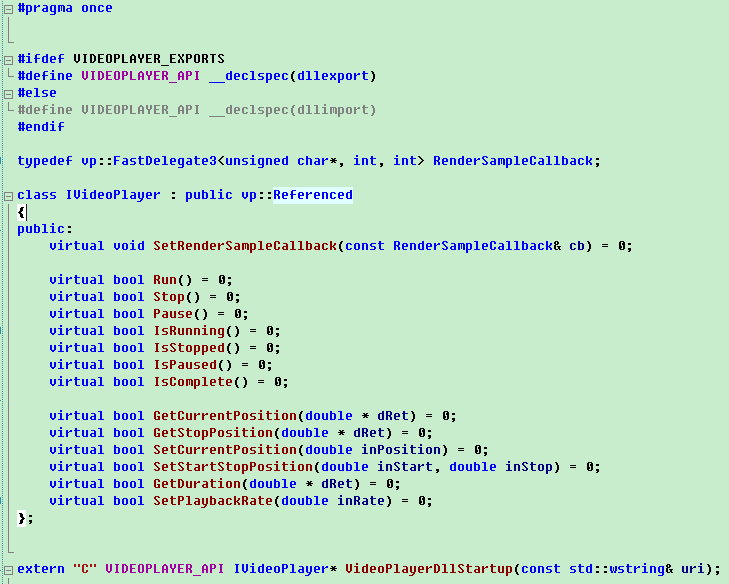 #pragma once
#ifdef VIDEOPLAYER_EXPORTS
#define VIDEOPLAYER_API __declspec(dllexport)
#else
#define VIDEOPLAYER_API __declspec(dllimport)
#endif
typedef vp::FastDelegate3<unsigned char*, int, int> RenderSampleCallback;
class IVideoPlayer : public vp::Referenced
{
public:
    virtual void SetRenderSampleCallback(const RenderSampleCallback& cb) = 0;
    virtual bool Run() = 0;
    virtual bool Stop() = 0;
    virtual bool Pause() = 0;
    virtual bool IsRunning() = 0;
    virtual bool IsStopped() = 0;
    virtual bool IsPaused() = 0;
    virtual bool IsComplete() = 0;
    virtual bool GetCurrentPosition(double * dRet) = 0;
    virtual bool GetStopPosition(double * dRet) = 0;
    virtual bool SetCurrentPosition(double inPosition) = 0;
    virtual bool SetStartStopPosition(double inStart, double inStop) = 0;
    virtual bool GetDuration(double * dRet) = 0;
    virtual bool SetPlaybackRate(double inRate) = 0;
};
extern "C" VIDEOPLAYER_API IVideoPlayer* VideoPlayerDllStartup(const std::wstring& uri);